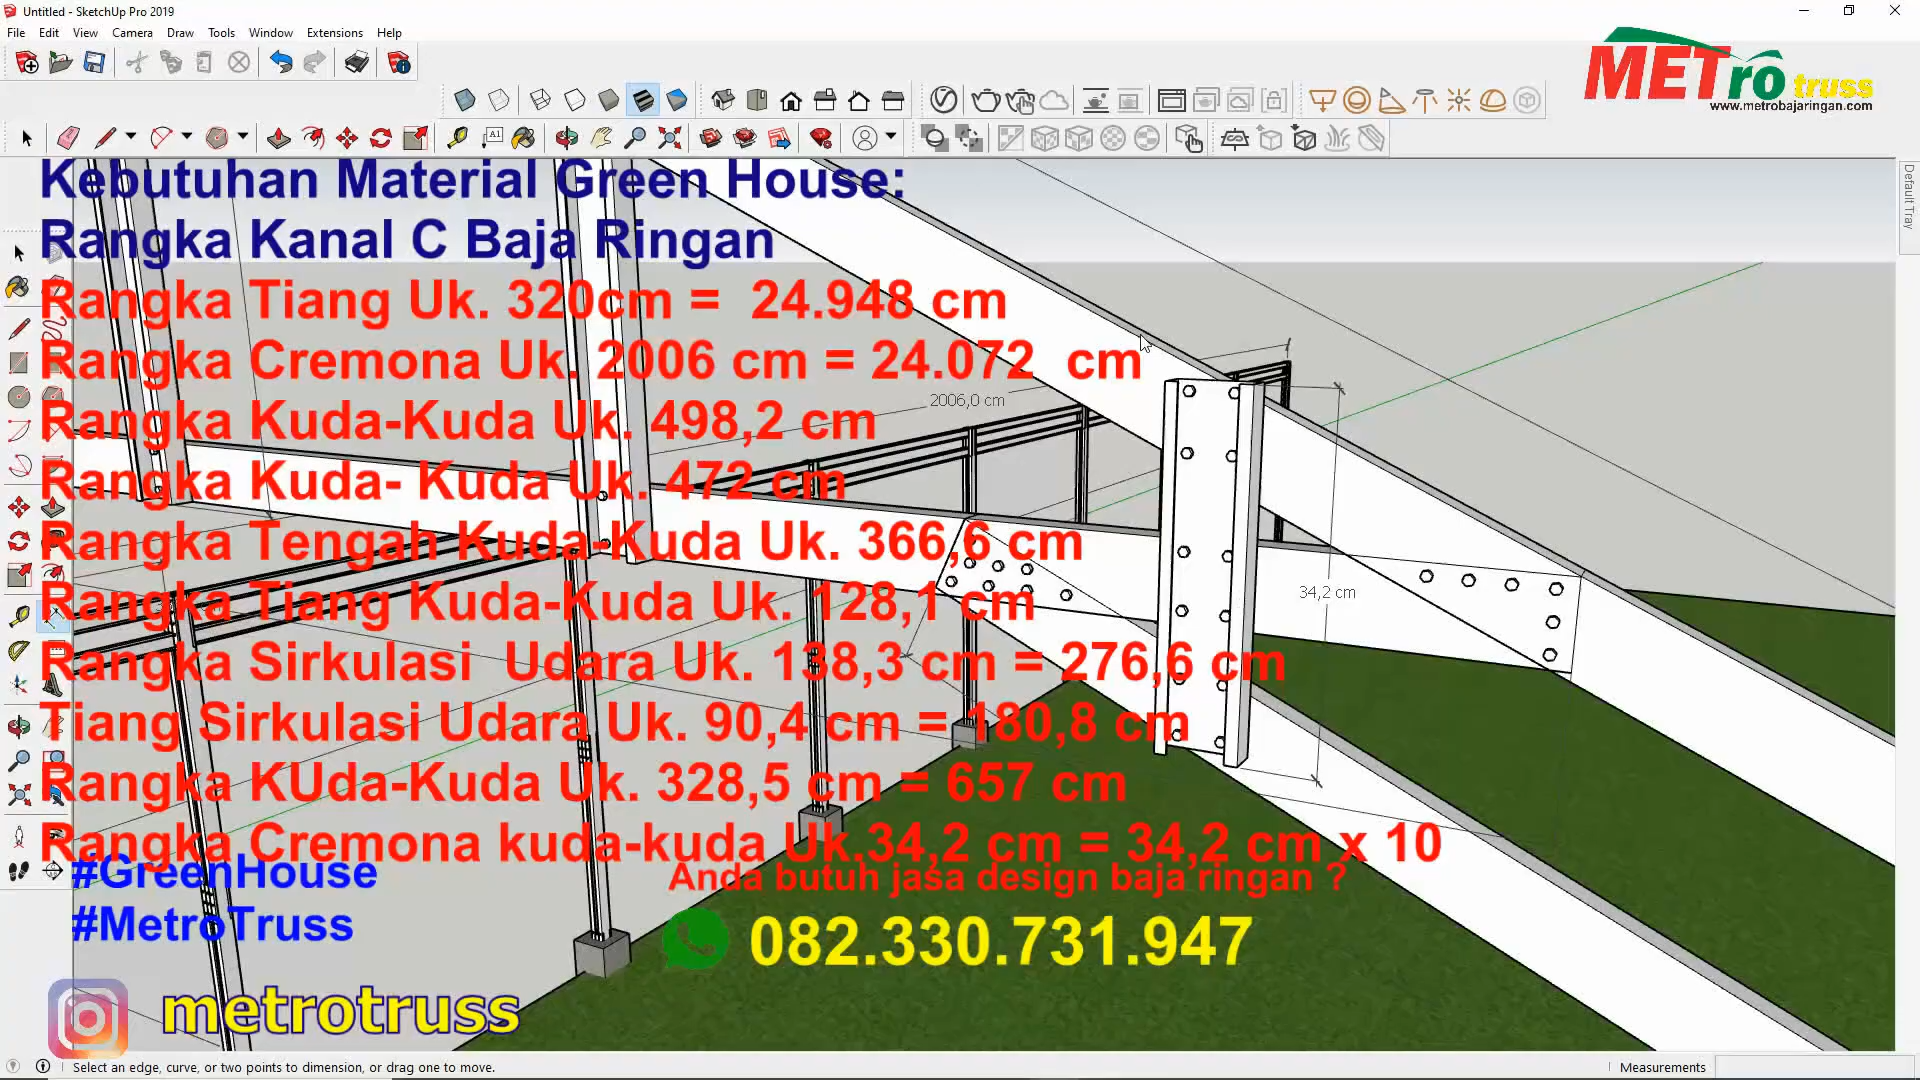 Untitled - SketchUp Pro 2019
File Edit View Camera Draw Tools Window Extensions Help
METro truss
www.metrobajaringan.com
A1
Default Tray
Kebutuhan Material Green House:
Rangka Kanal C Baja Ringan
Rangka Tiang Uk. 320cm = 24.948 cm
Rangka Cremona Uk. 2006 cm = 24.072 cm
2006,0 cm
Rangka Kuda-Kuda Uk. 498,2 cm
Rangka Kuda- Kuda Uk. 472 cm
Rangka Tengah Kuda-Kuda Uk. 366,6 cm
34,2 cm
Rangka Tiang Kuda-Kuda Uk. 128,1 cm
Rangka Sirkulasi Udara Uk. 138,3 cm = 276,6 cm
Tiang Sirkulasi Udara Uk. 90,4 cm = 180,8 cm
Rangka KUda-Kuda Uk. 328,5 cm = 657 cm
Rangka Cremona kuda-kuda Uk.34,2 cm = 34,2 cm x 10
#GreenHouse
Anda butuh jasa design baja ringan ?
#MetroTruss
082.330.731.947
metrotruss
Select an edge, curve, or two points to dimension, or drag one to move.
Measurements